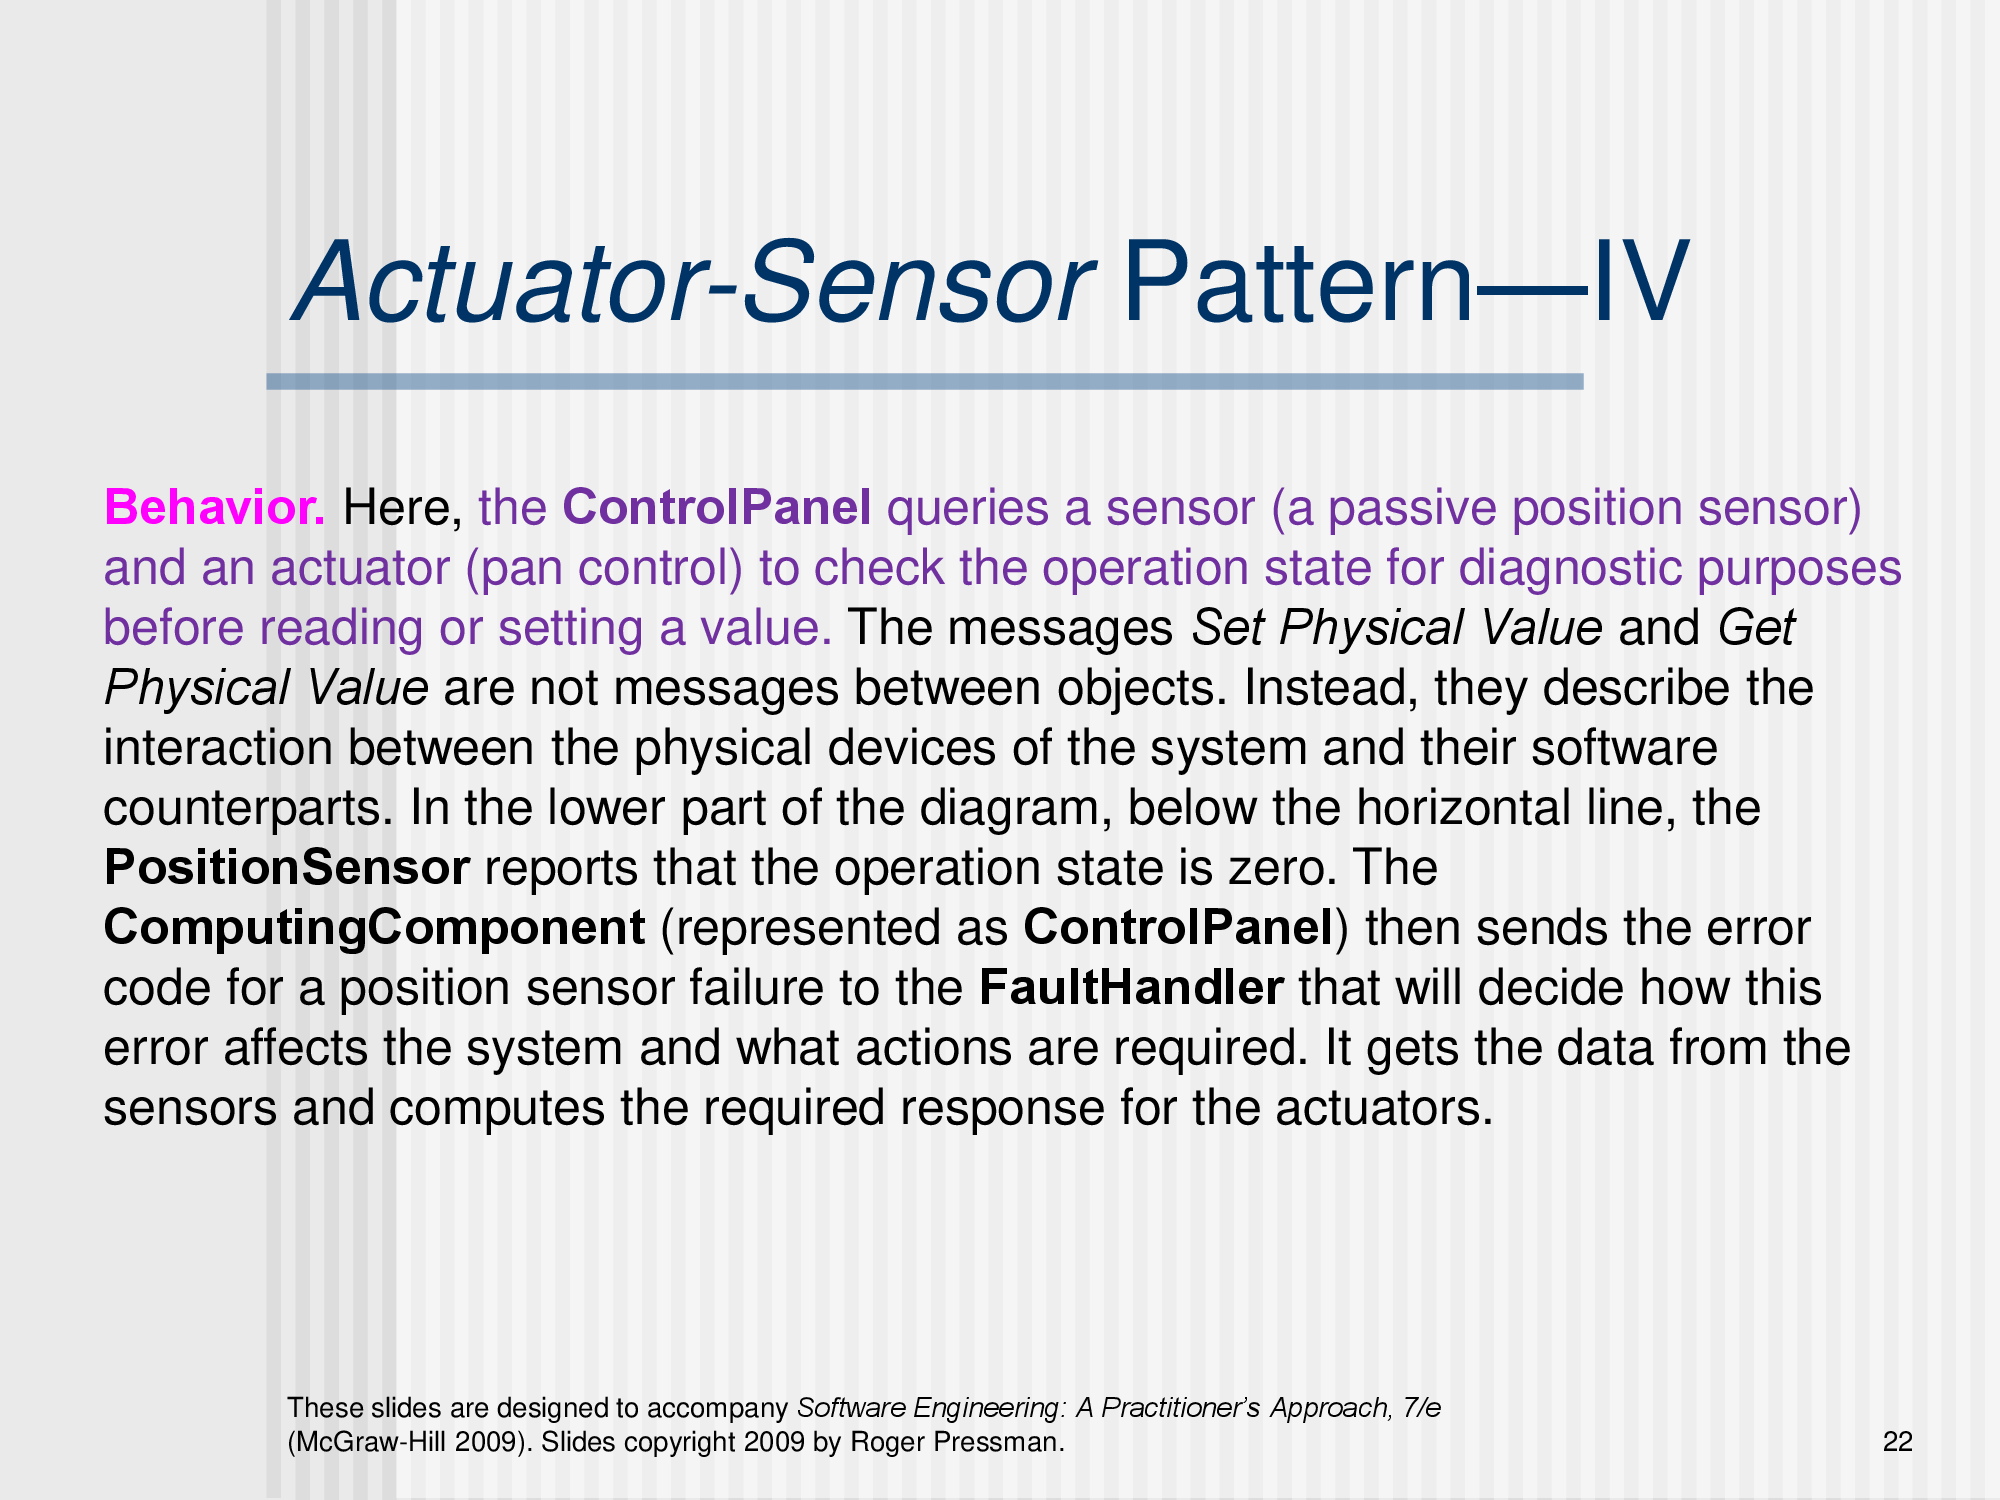 Actuator-Sensor Pattern—IV
Behavior. Here, the ControlPanel queries a sensor (a passive position sensor)
and an actuator (pan control) to check the operation state for diagnostic purposes
before reading or setting a value. The messages Set Physical Value and Get
Physical Value are not messages between objects. Instead, they describe the
interaction between the physical devices of the system and their software
counterparts. In the lower part of the diagram, below the horizontal line, the
PositionSensor reports that the operation state is zero. The
ComputingComponent (represented as ControlPanel) then sends the error
code for a position sensor failure to the FaultHandler that will decide how this
error affects the system and what actions are required. It gets the data from the
sensors and computes the required response for the actuators.
These slides are designed to accompany Software Engineering: A Practitioner’s Approach, 7/e
(McGraw-Hill 2009). Slides copyright 2009 by Roger Pressman.
22